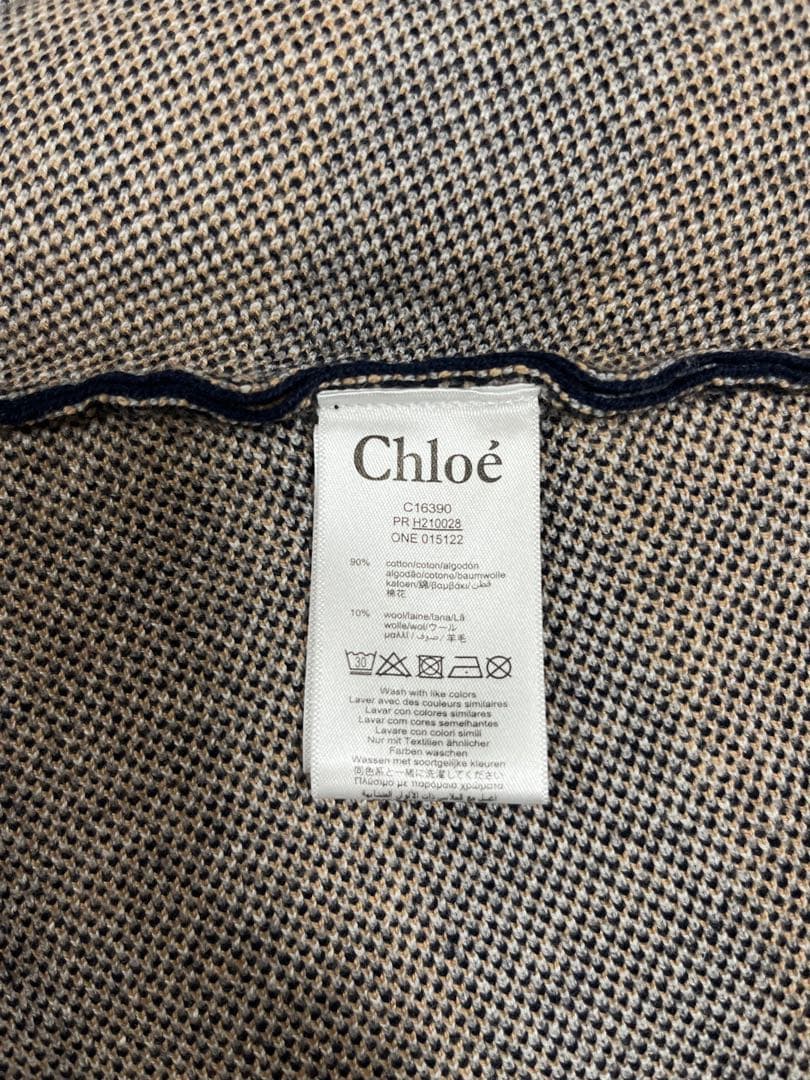 Chloé
C16390
PR H210028
ONE 015122
90% cotton/coton/algodón
algodão/cotone/baumwolle
katoen/綿/βαμβάκι/قطن
棉花
10% wool/laine/lana/Lã
wolle/wol/ウール
μαλλί / صوف / 羊毛
30
Wash with like colors
Laver avec des couleurs similaires
Lavar con colores similares
Lavar com cores semelhantes
Lavare con colori simili
Nur mit Textilien ähnlicher
Farben waschen
Wassen met soortgelijke kleuren
同色系と一緒に洗濯してください
Πλύσιμο με παρόμοια χρώματα